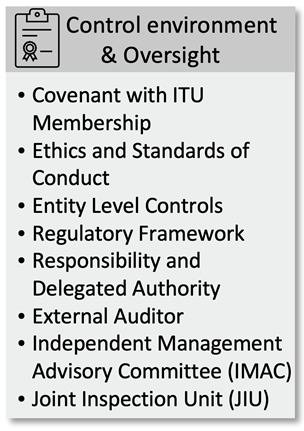 Control environment
& Oversight
• Covenant with ITU
Membership
• Ethics and Standards of
Conduct
• Entity Level Controls
• Regulatory Framework
• Responsibility and
Delegated Authority
• External Auditor
• Independent Management
Advisory Committee (IMAC)
• Joint Inspection Unit (JIU)